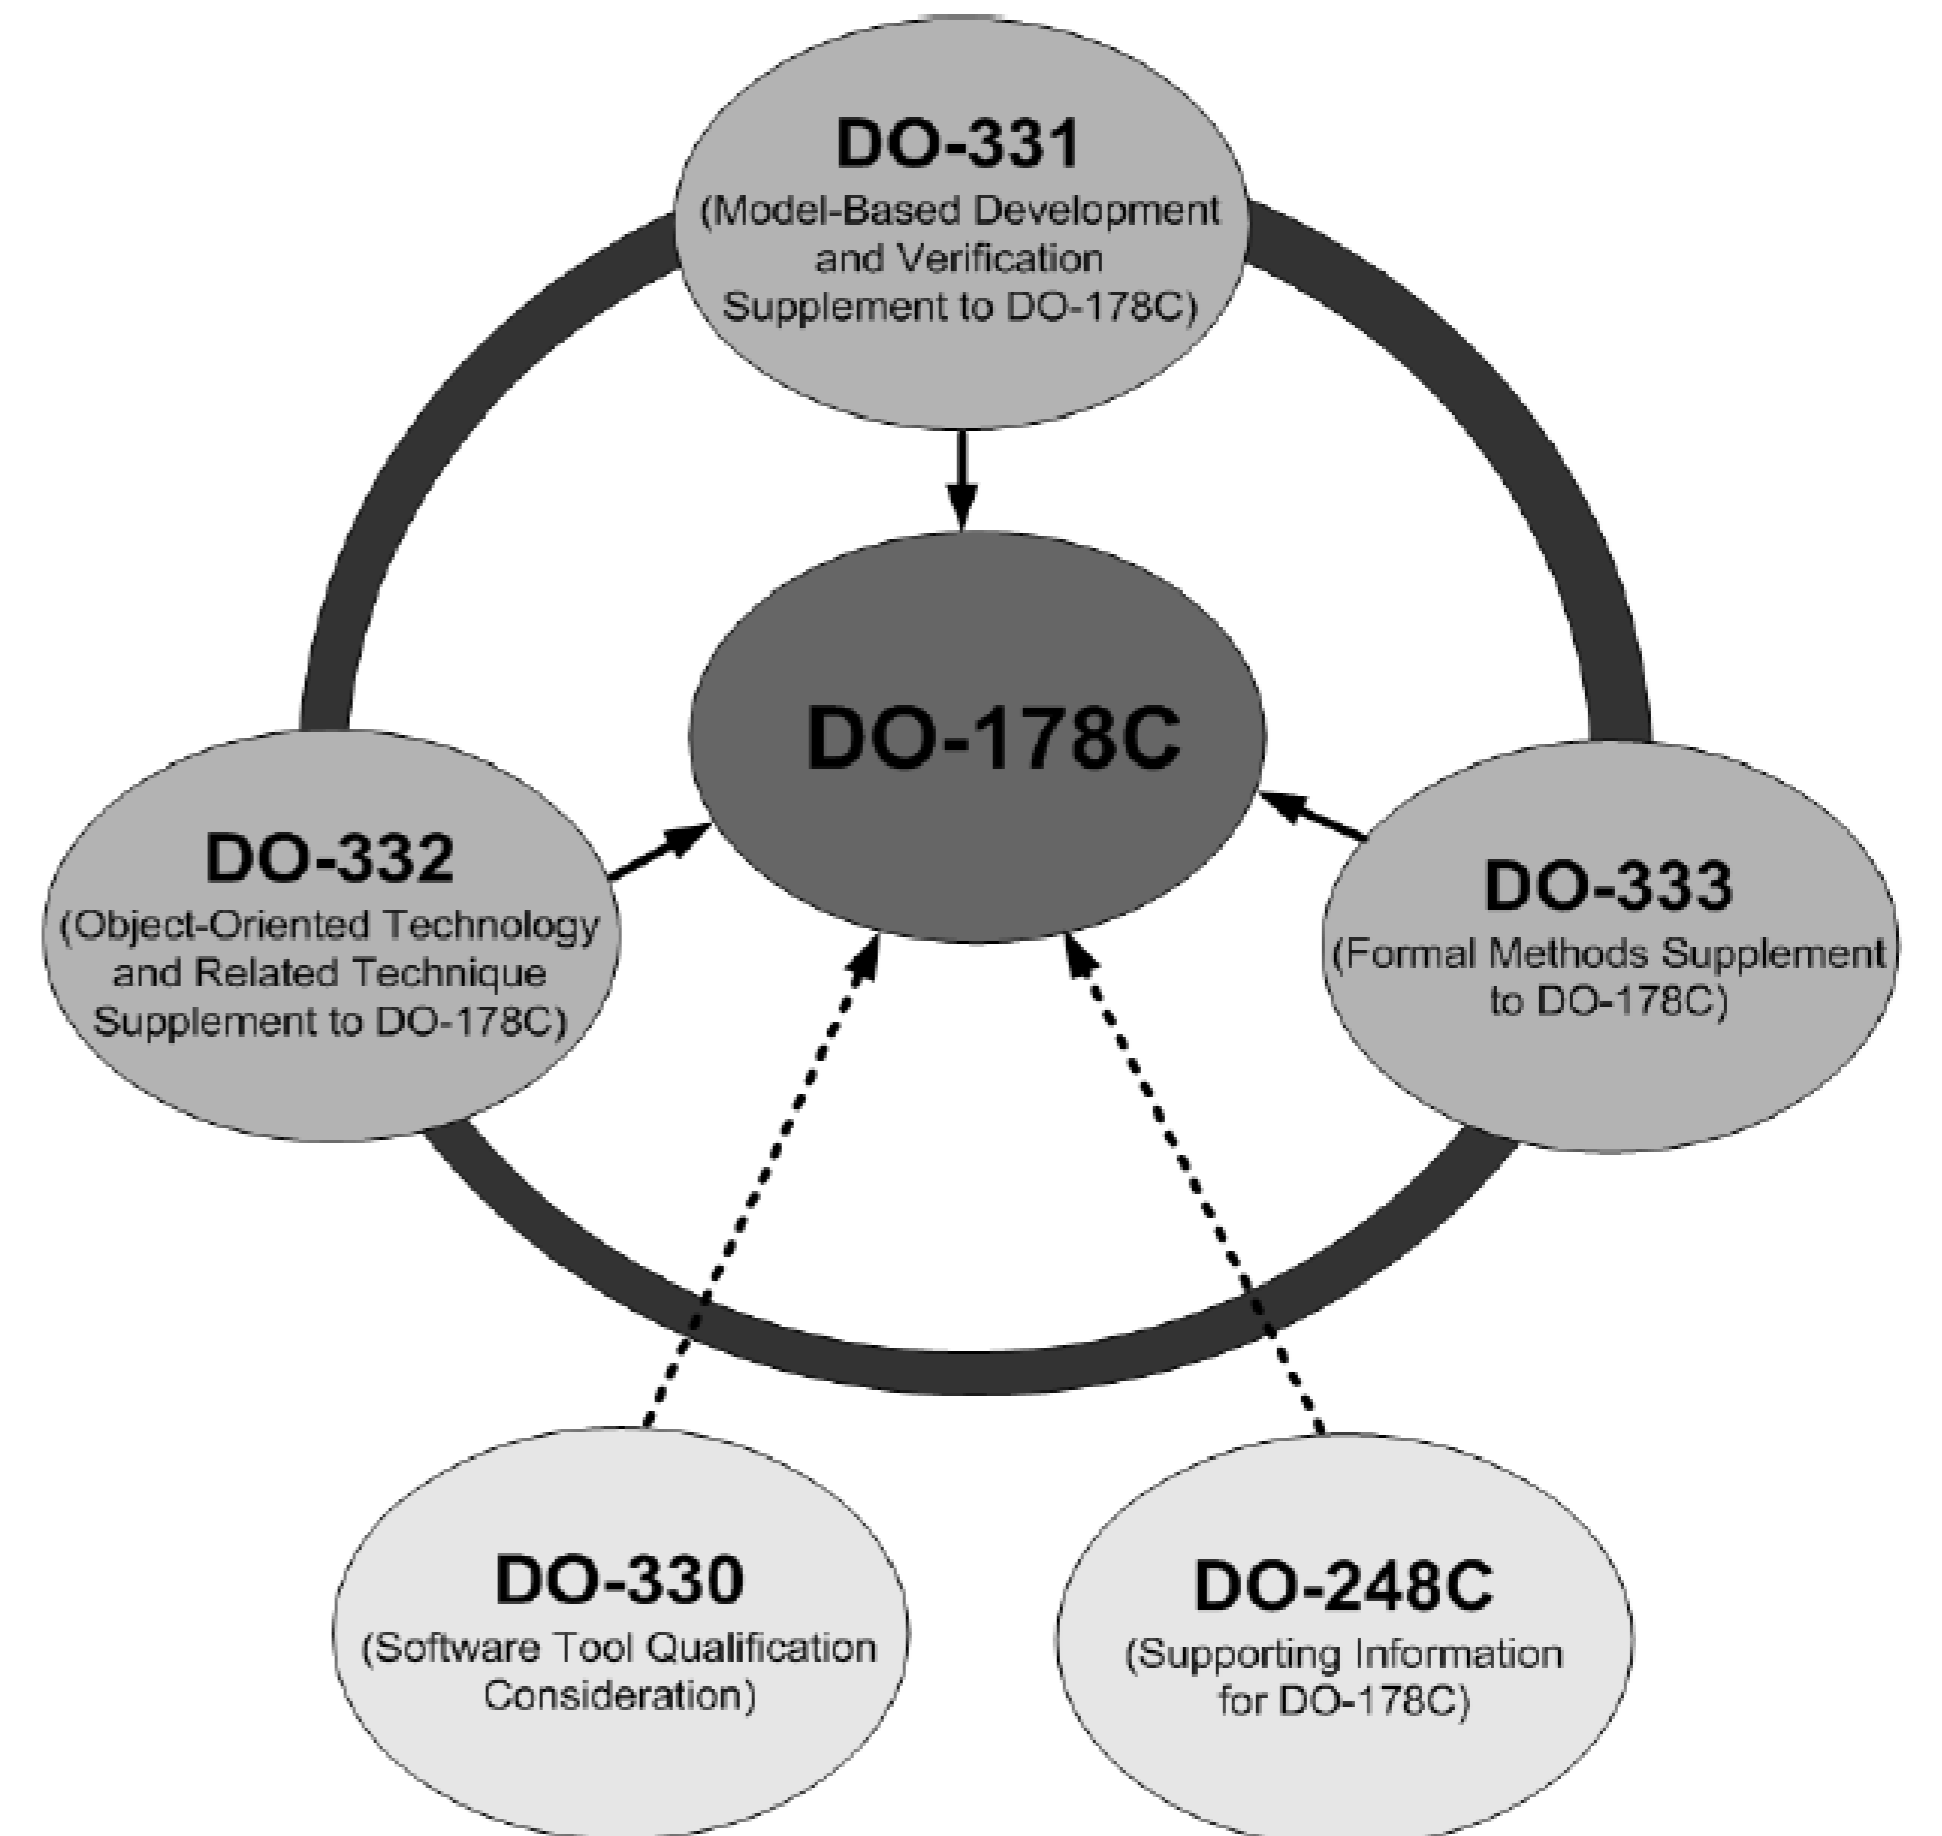 DO-331
(Model-Based Development
and Verification
Supplement to DO-178C)
DO-178C
DO-332
(Object-Oriented Technology
and Related Technique
Supplement to DO-178C)
DO-333
(Formal Methods Supplement
to DO-178C)
DO-330
(Software Tool Qualification
Consideration)
DO-248C
(Supporting Information
for DO-178C)